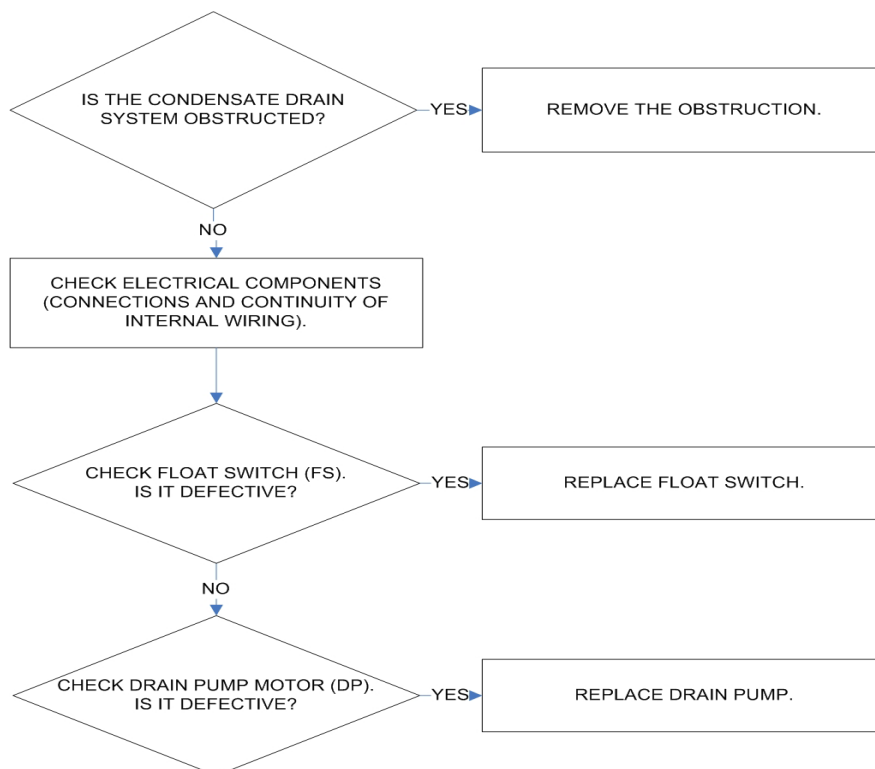 IS THE CONDENSATE DRAIN
SYSTEM OBSTRUCTED?
YES
REMOVE THE OBSTRUCTION.
NO
CHECK ELECTRICAL COMPONENTS
(CONNECTIONS AND CONTINUITY OF
INTERNAL WIRING).
CHECK FLOAT SWITCH (FS).
IS IT DEFECTIVE?
YES
REPLACE FLOAT SWITCH.
NO
CHECK DRAIN PUMP MOTOR (DP).
IS IT DEFECTIVE?
YES
REPLACE DRAIN PUMP.